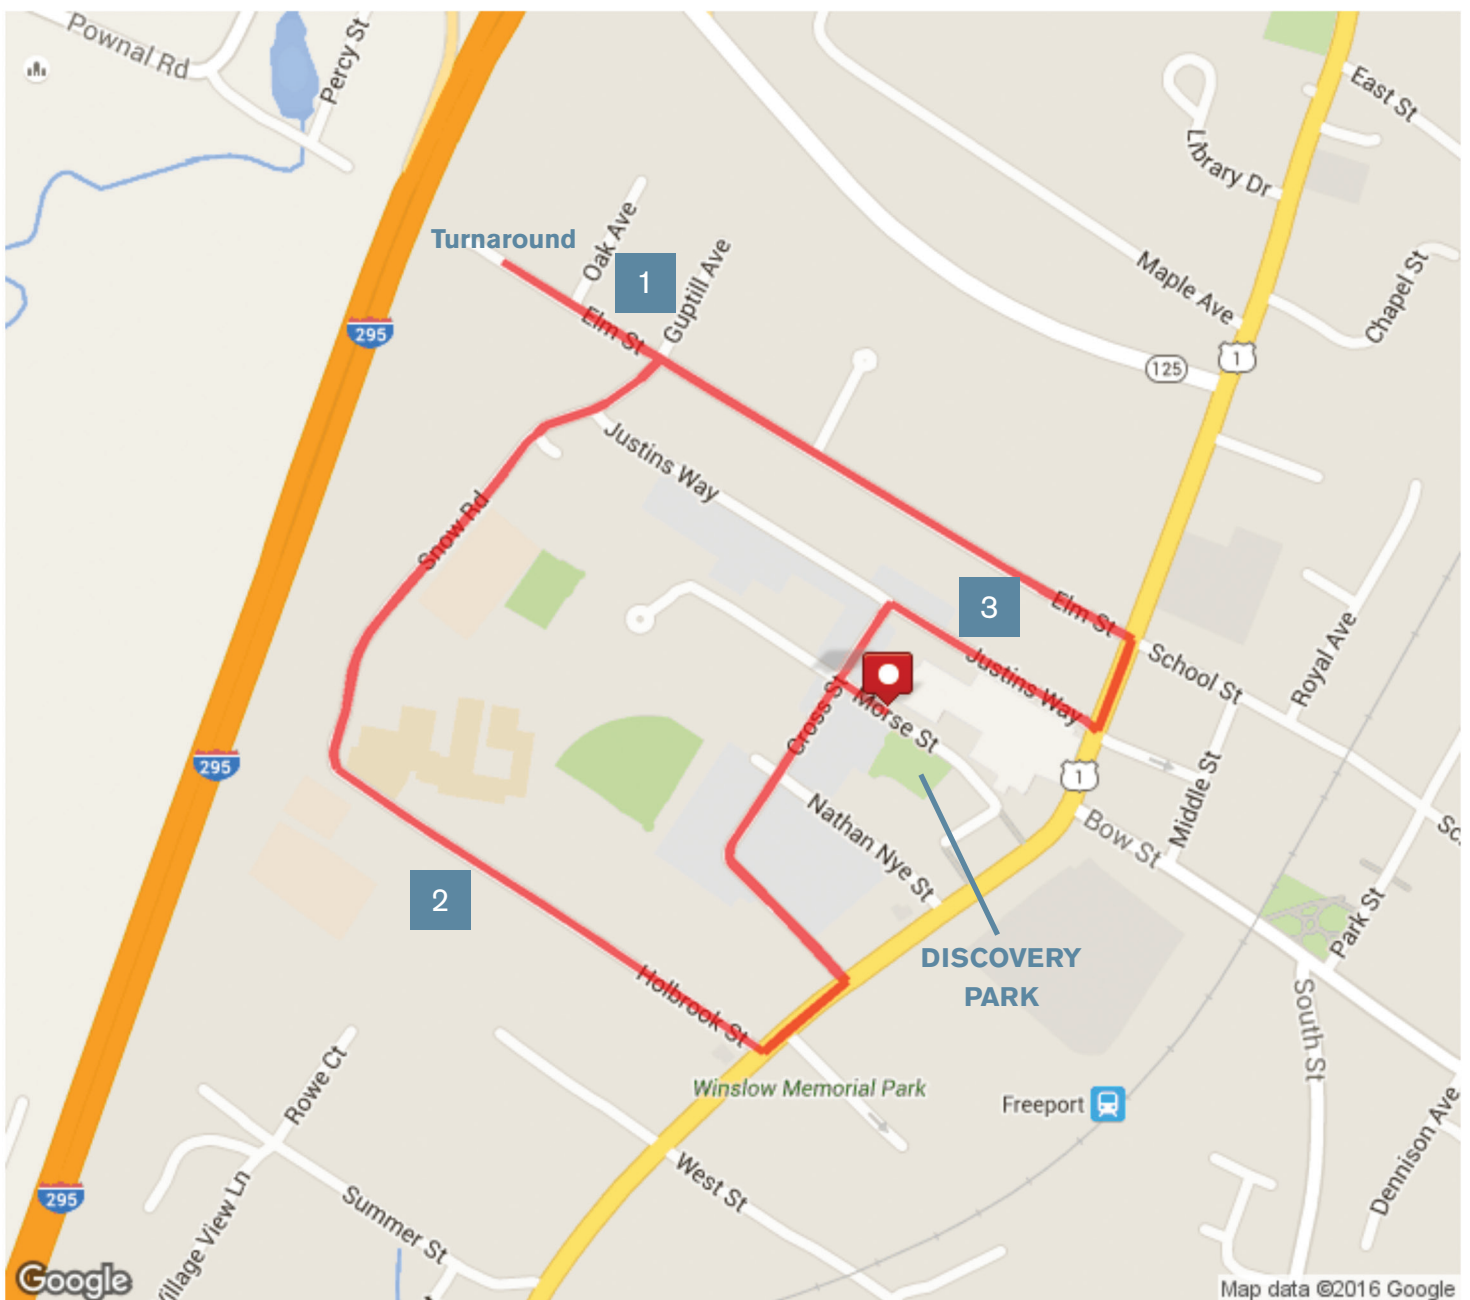 Pownal Rd
Percy St
East St
Library Dr
Turnaround
Oak Ave
1
Guptill Ave
Elm St
Maple Ave
Chapel St
295
125
1
Justins Way
Snow Rd
3
Elm St
Justins Way
School St
Royal Ave
Cross St
Morse St
295
1
Middle St
Bow St
Nathan Nye St
2
Park St
DISCOVERY
PARK
Holbrook St
South St
Rowe Ct
Winslow Memorial Park
Freeport
Dennison Ave
West St
295
Village View Ln
Summer St
Google
Map data ©2016 Google